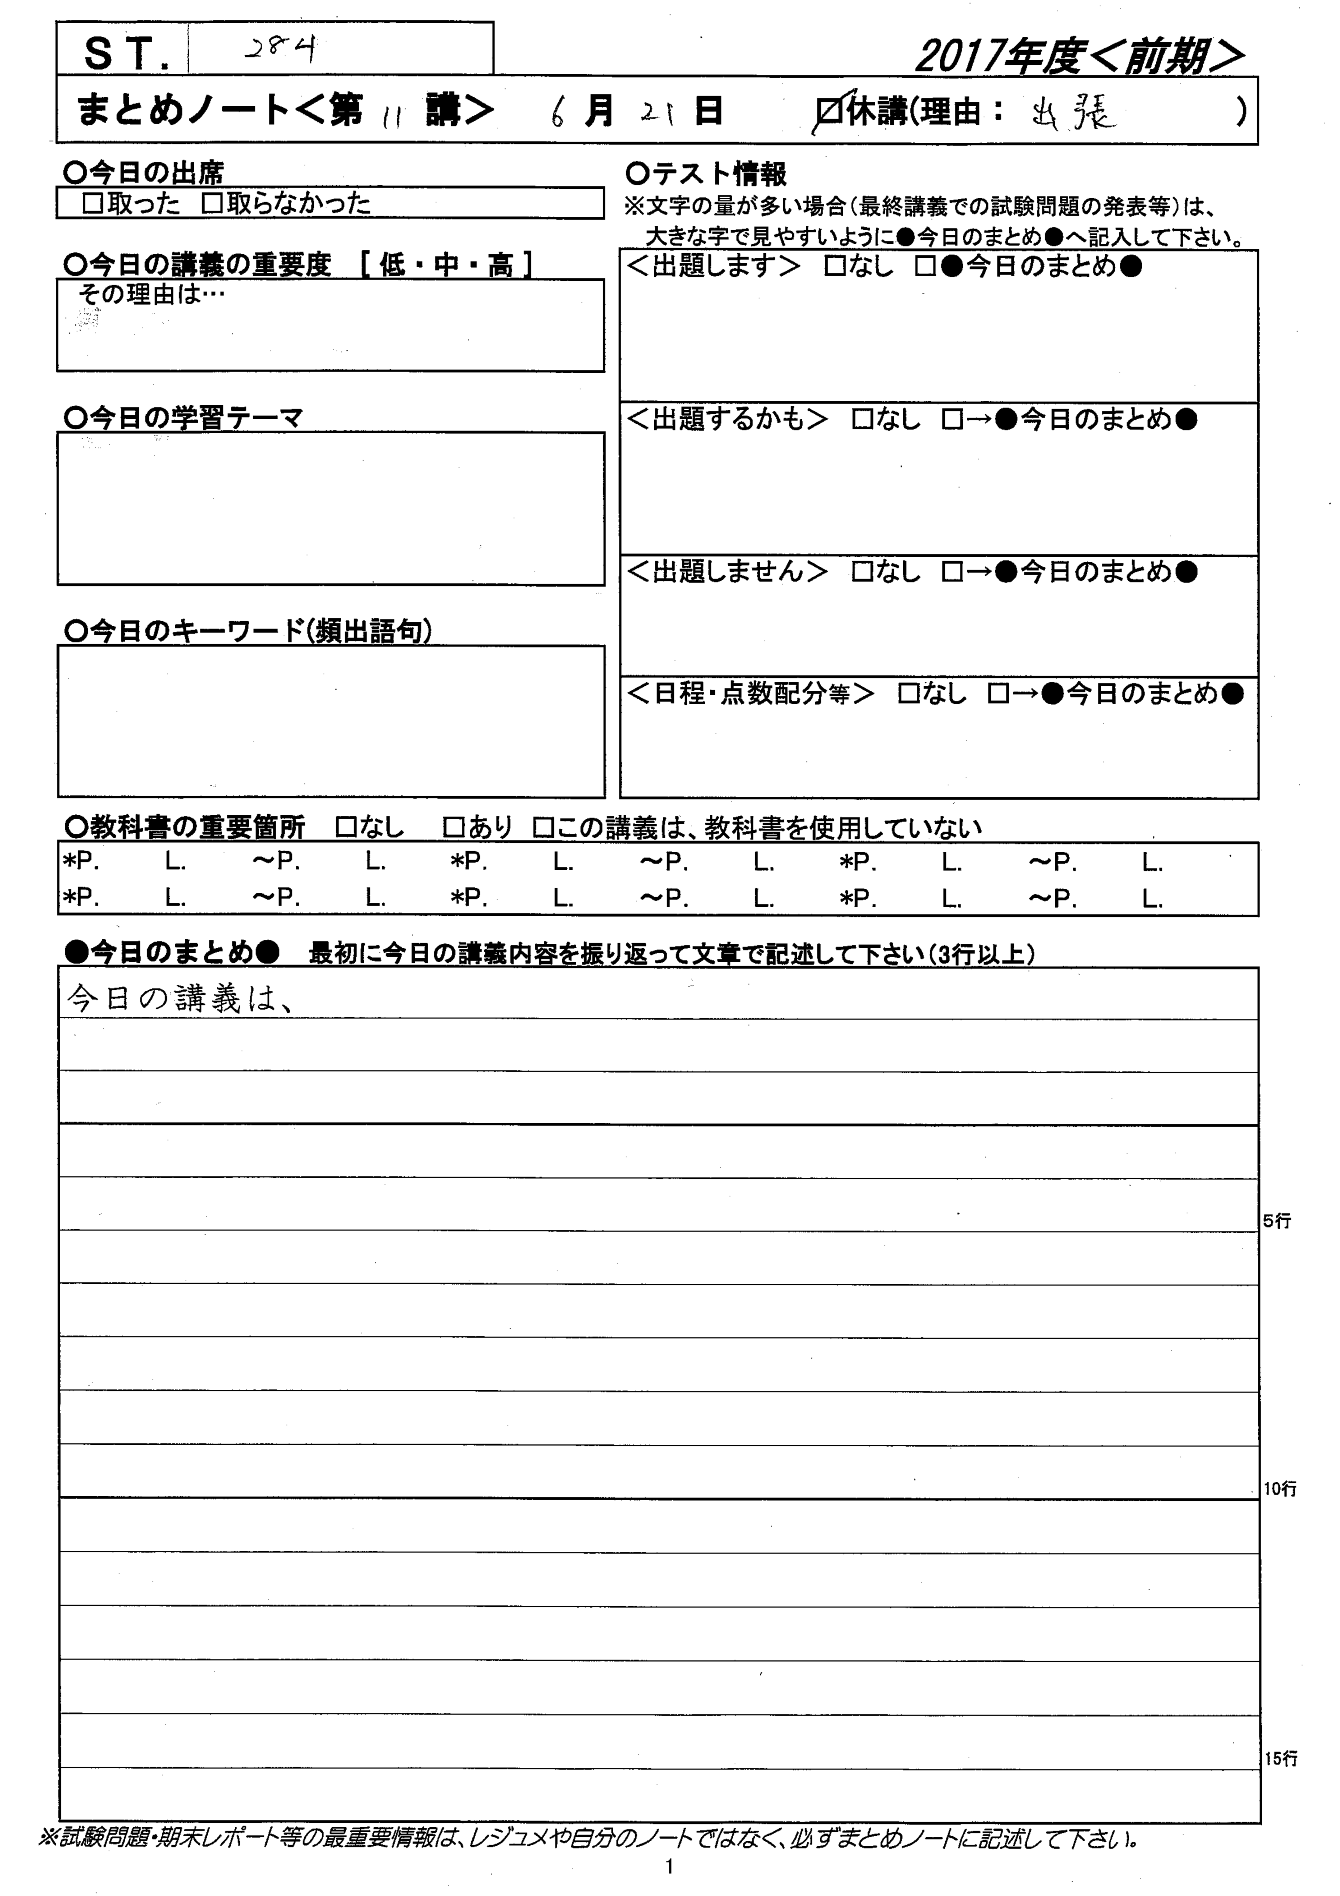 ST. 284
2017年度＜前期＞
まとめノート＜第 11 講＞ 6 月 21 日 ☑休講(理由： 出張 )
○今日の出席
□取った □取らなかった
○今日の講義の重要度 [ 低・中・高 ]
その理由は…
○今日の学習テーマ
○今日のキーワード(頻出語句)
○テスト情報
※文字の量が多い場合(最終講義での試験問題の発表等)は、
大きな字で見やすいように●今日のまとめ●へ記入して下さい。
＜出題します＞ □なし □●今日のまとめ●
＜出題するかも＞ □なし □→●今日のまとめ●
＜出題しません＞ □なし □→●今日のまとめ●
＜日程・点数配分等＞ □なし □→●今日のまとめ●
○教科書の重要箇所 □なし □あり □この講義は、教科書を使用していない
*P. L. ～P. L. *P. L. ～P. L. *P. L. ～P. L.
*P. L. ～P. L. *P. L. ～P. L. *P. L. ～P. L.
●今日のまとめ● 最初に今日の講義内容を振り返って文章で記述して下さい(3行以上)
今日の講義は、
5行
10行
15行
※試験問題・期末レポート等の最重要情報は、レジュメや自分のノートではなく、必ずまとめノートに記述して下さい。
1